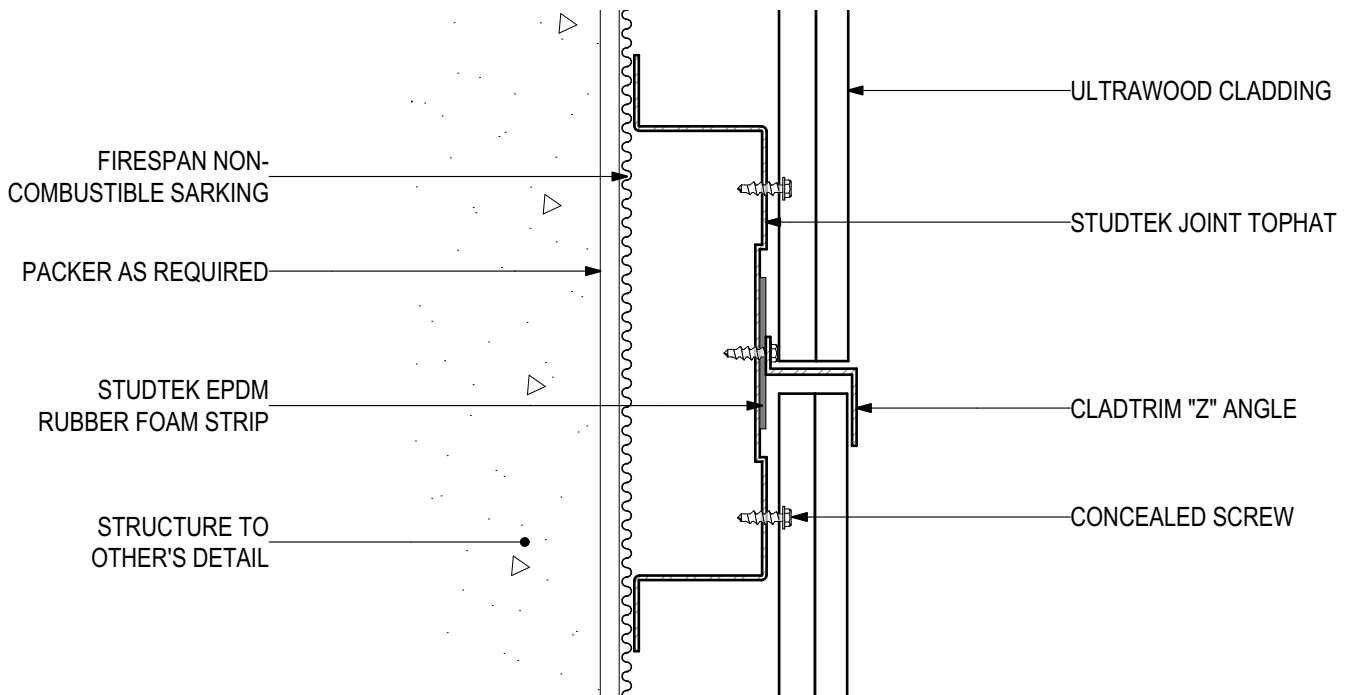 FIRESPAN NON-
COMBUSTIBLE SARKING
PACKER AS REQUIRED
STUDTEK EPDM
RUBBER FOAM STRIP
STRUCTURE TO
OTHER'S DETAIL
ULTRAWOOD CLADDING
STUDTEK JOINT TOPHAT
CLADTRIM "Z" ANGLE
CONCEALED SCREW